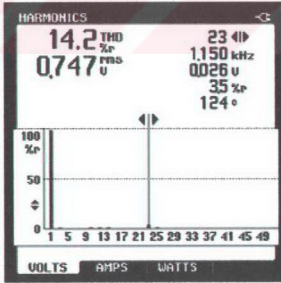 HARMONICS
14.2 THD %r
23
0,747 rms U
1,150 kHz
0,026 U
3,5 %r
124 °
100
%r
50
0
1 5 9 13 17 21 25 29 33 37 41 45 49
VOLTS AMPS WATTS